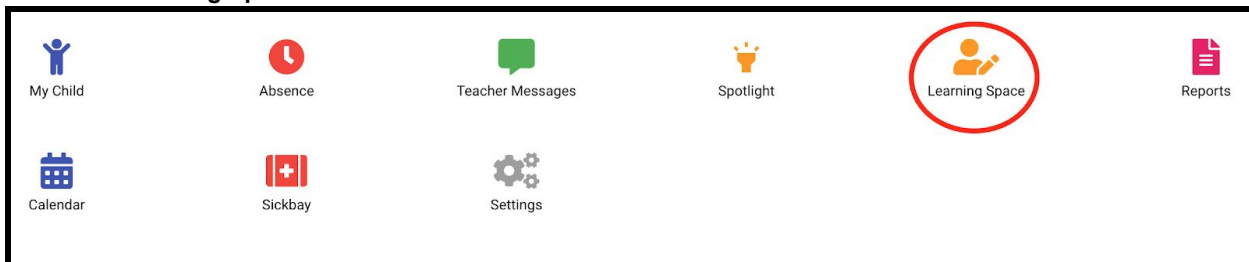 My Child
Absence
Teacher Messages
Spotlight
Learning Space
Reports
Calendar
Sickbay
Settings